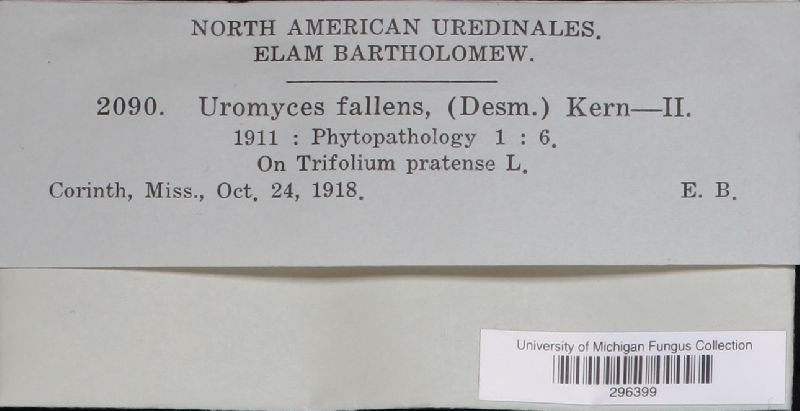 NORTH AMERICAN UREDINALES.
ELAM BARTHOLOMEW.
2090. Uromyces fallens, (Desm.) Kern—II.
1911 : Phytopathology 1 : 6.
On Trifolium pratense L.
Corinth, Miss., Oct. 24, 1918. E. B.
University of Michigan Fungus Collection
296399